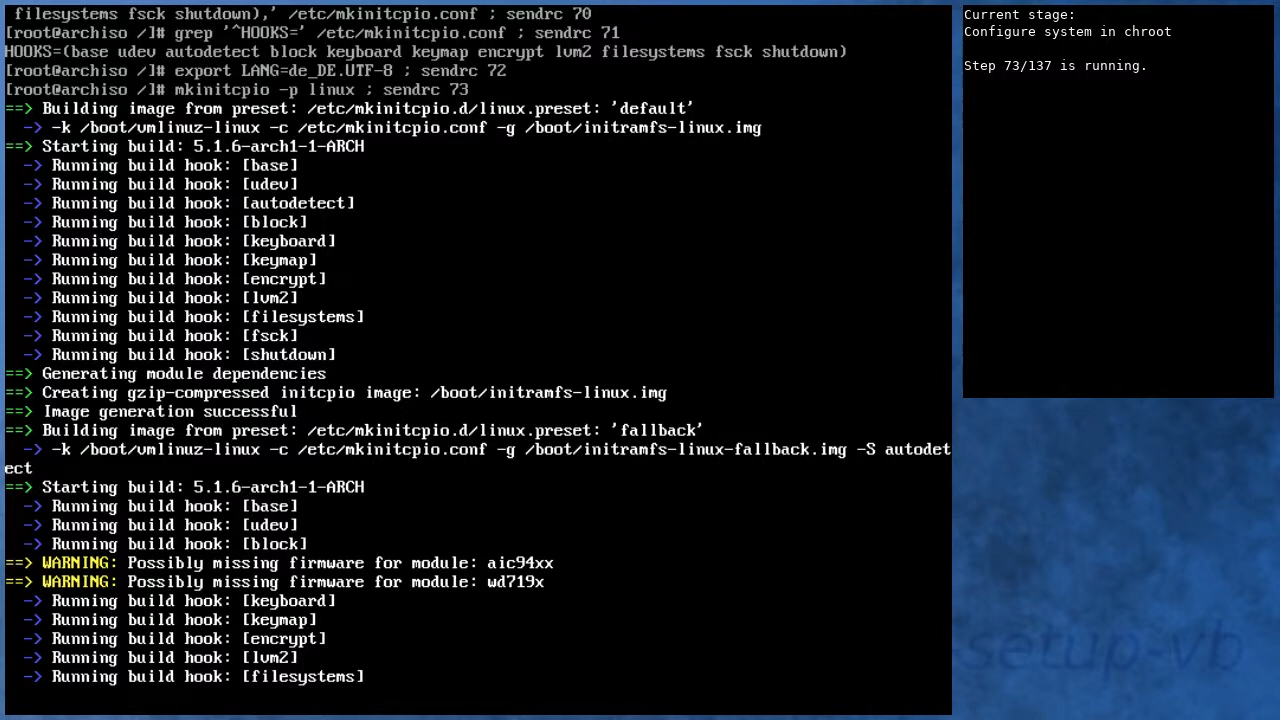 filesystems fsck shutdown),' /etc/mkinitcpio.conf ; sendrc 70
[root@archiso /]# grep '^HOOKS=' /etc/mkinitcpio.conf ; sendrc 71
HOOKS=(base udev autodetect block keyboard keymap encrypt lvm2 filesystems fsck shutdown)
[root@archiso /]# export LANG=de_DE.UTF-8 ; sendrc 72
[root@archiso /]# mkinitcpio -p linux ; sendrc 73
==> Building image from preset: /etc/mkinitcpio.d/linux.preset: 'default'
-> -k /boot/vmlinuz-linux -c /etc/mkinitcpio.conf -g /boot/initramfs-linux.img
==> Starting build: 5.1.6-arch1-1-ARCH
-> Running build hook: [base]
-> Running build hook: [udev]
-> Running build hook: [autodetect]
-> Running build hook: [block]
-> Running build hook: [keyboard]
-> Running build hook: [keymap]
-> Running build hook: [encrypt]
-> Running build hook: [lvm2]
-> Running build hook: [filesystems]
-> Running build hook: [fsck]
-> Running build hook: [shutdown]
==> Generating module dependencies
==> Creating gzip-compressed initcpio image: /boot/initramfs-linux.img
==> Image generation successful
==> Building image from preset: /etc/mkinitcpio.d/linux.preset: 'fallback'
-> -k /boot/vmlinuz-linux -c /etc/mkinitcpio.conf -g /boot/initramfs-linux-fallback.img -S autodet
ect
==> Starting build: 5.1.6-arch1-1-ARCH
-> Running build hook: [base]
-> Running build hook: [udev]
-> Running build hook: [block]
==> WARNING: Possibly missing firmware for module: aic94xx
==> WARNING: Possibly missing firmware for module: wd719x
-> Running build hook: [keyboard]
-> Running build hook: [keymap]
-> Running build hook: [encrypt]
-> Running build hook: [lvm2]
-> Running build hook: [filesystems]
Current stage:
Configure system in chroot
Step 73/137 is running.
-setup-vb